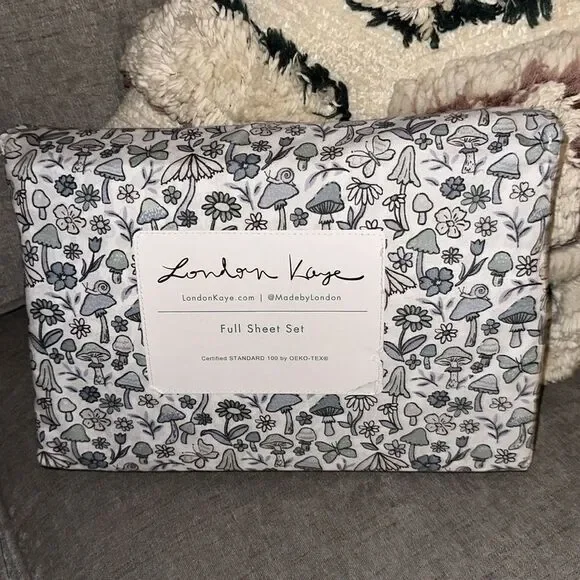 London Kaye
LondonKaye.com | @MadebyLondon
Full Sheet Set
Certified STANDARD 100 by OEKO-TEX®